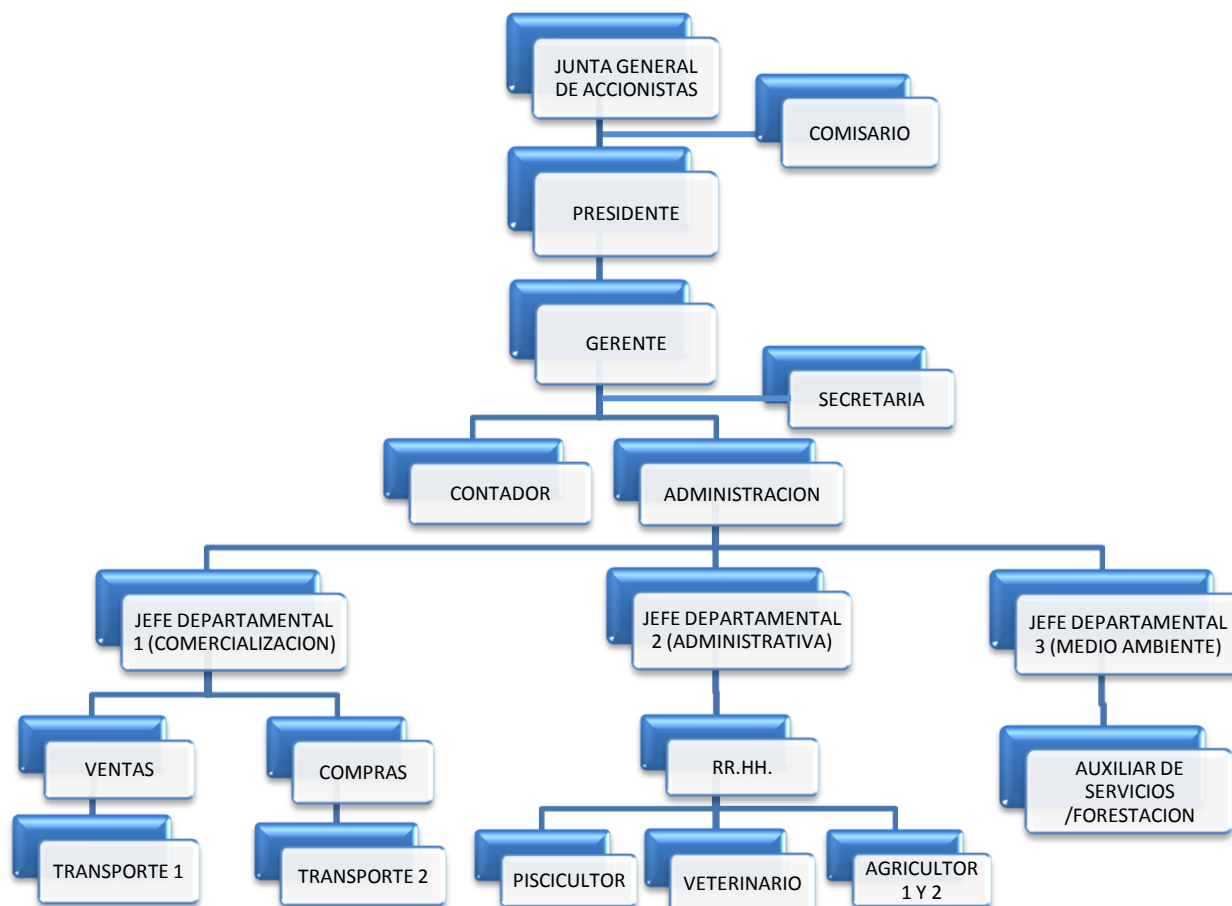 JUNTA GENERAL
DE ACCIONISTAS
COMISARIO
PRESIDENTE
GERENTE
SECRETARIA
CONTADOR
ADMINISTRACION
JEFE DEPARTAMENTAL
1 (COMERCIALIZACION)
JEFE DEPARTAMENTAL
2 (ADMINISTRATIVA)
JEFE DEPARTAMENTAL
3 (MEDIO AMBIENTE)
VENTAS
COMPRAS
RR.HH.
AUXILIAR DE
SERVICIOS
/FORESTACION
TRANSPORTE 1
TRANSPORTE 2
PISCICULTOR
VETERINARIO
AGRICULTOR
1 Y 2